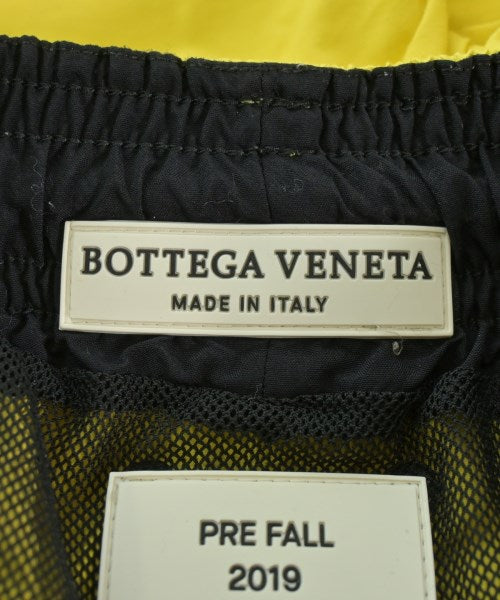 BOTTEGA VENETA
MADE IN ITALY
PRE FALL
2019